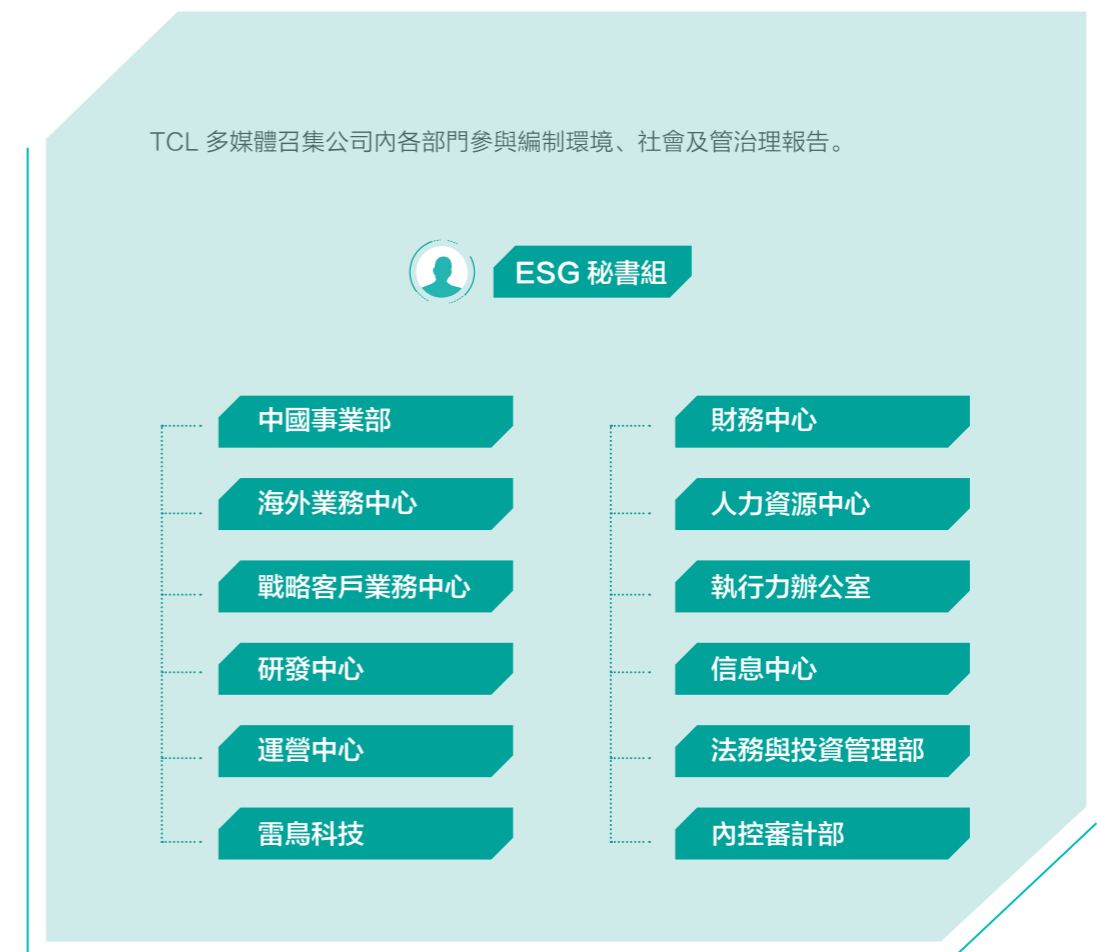 TCL 多媒體召集公司內各部門參與編制環境、社會及管治理報告。
ESG 秘書組
中國事業部
海外業務中心
戰略客戶業務中心
研發中心
運營中心
雷鳥科技
財務中心
人力資源中心
執行力辦公室
信息中心
法務與投資管理部
內控審計部